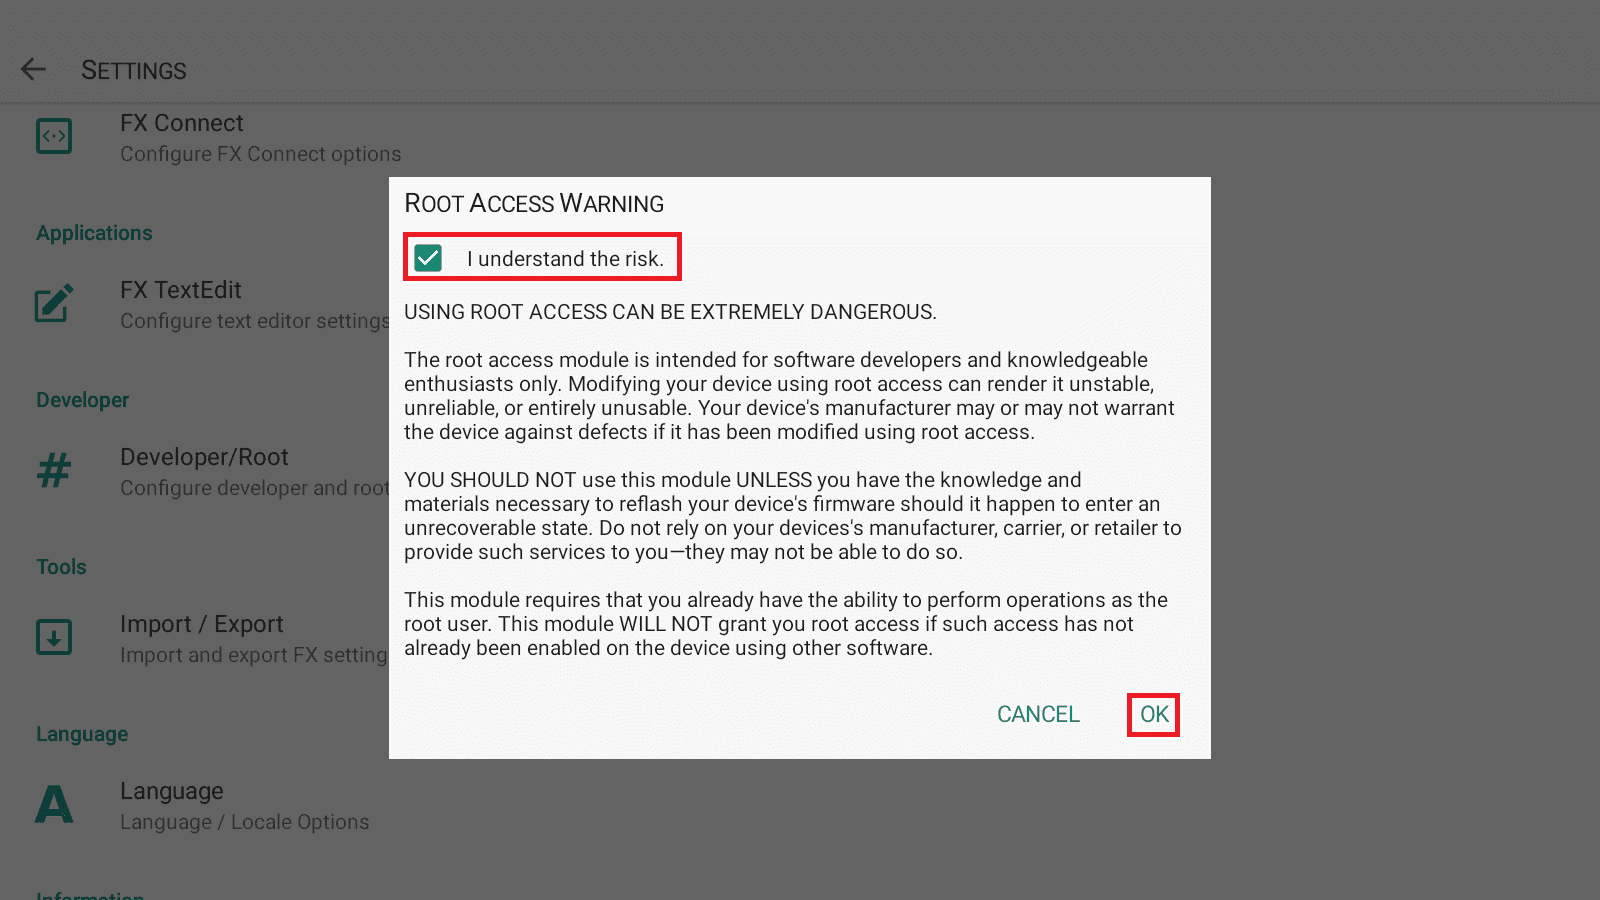 SETTINGS
FX Connect
Configure FX Connect options
Applications
FX TextEdit
Configure text editor settings
Developer
Developer/Root
Configure developer and root
Tools
Import / Export
Import and export FX setting
Language
Language
Language / Locale Options
Information
ROOT ACCESS WARNING
I understand the risk.
USING ROOT ACCESS CAN BE EXTREMELY DANGEROUS.
The root access module is intended for software developers and knowledgeable
enthusiasts only. Modifying your device using root access can render it unstable,
unreliable, or entirely unusable. Your device's manufacturer may or may not warrant
the device against defects if it has been modified using root access.
YOU SHOULD NOT use this module UNLESS you have the knowledge and
materials necessary to reflash your device's firmware should it happen to enter an
unrecoverable state. Do not rely on your devices's manufacturer, carrier, or retailer to
provide such services to you—they may not be able to do so.
This module requires that you already have the ability to perform operations as the
root user. This module WILL NOT grant you root access if such access has not
already been enabled on the device using other software.
CANCEL
OK